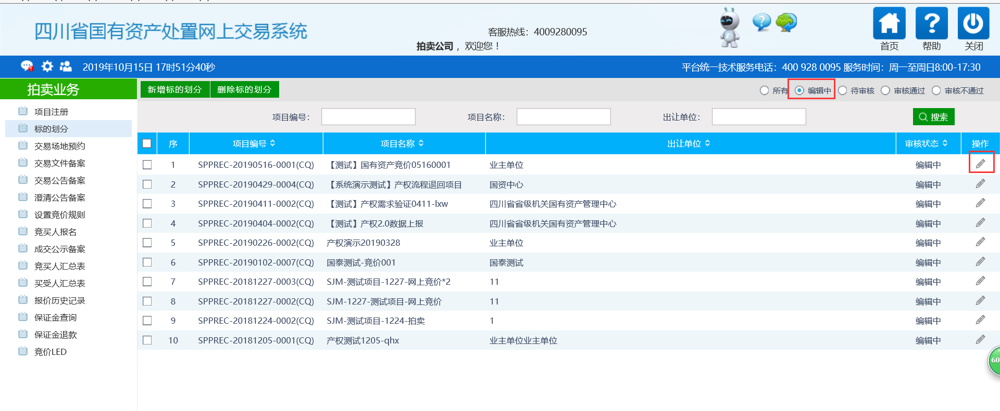 四川省国有资产处置网上交易系统
客服热线：4009280095
拍卖公司，欢迎您！
首页
帮助
关闭
2019年10月15日 17时51分40秒
平台统一技术服务电话：400 928 0095 服务时间：周一至周日8:00-17:30
拍卖业务
项目注册
标的划分
交易场地预约
交易文件备案
交易公告备案
澄清公告备案
设置竞价规则
竞买人报名
成交公示备案
竞买人汇总表
买受人汇总表
报价历史记录
保证金查询
保证金退款
竞价LED
新增标的划分 删除标的划分
所有 编辑中 待审核 审核通过 审核不通过
项目编号： 项目名称： 出让单位： 搜索
序 项目编号 项目名称 出让单位 审核状态 操作
1 SPPREC-20190516-0001(CQ) 【测试】国有资产竞价05160001 业主单位 编辑中
2 SPPREC-20190429-0004(CQ) 【系统演示测试】产权流程退回项目 国资中心 编辑中
3 SPPREC-20190411-0002(CQ) 【测试】产权需求验证0411-lxw 四川省省级机关国有资产管理中心 编辑中
4 SPPREC-20190404-0002(CQ) 【测试】产权2.0数据上报 四川省省级机关国有资产管理中心 编辑中
5 SPPREC-20190226-0002(CQ) 产权演示20190328 业主单位 编辑中
6 SPPREC-20190102-0007(CQ) 国泰测试-竞价001 国泰测试 编辑中
7 SPPREC-20181227-0003(CQ) SJM-测试项目-1227-网上竞价*2 11 编辑中
8 SPPREC-20181227-0002(CQ) SJM-1227-测试项目-网上竞价 11 编辑中
9 SPPREC-20181224-0002(CQ) SJM-测试项目-1224-拍卖 1 编辑中
10 SPPREC-20181205-0001(CQ) 产权测试1205-qhx 业主单位业主单位 编辑中
60